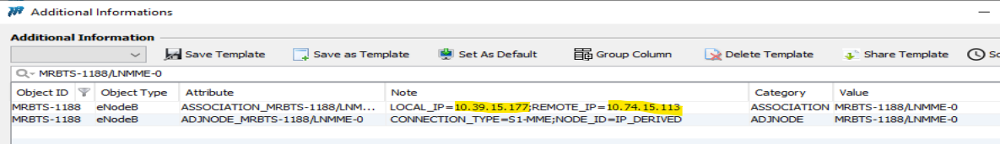 Additional Informations
Additional Information
Save Template Save as Template Set As Default Group Column Delete Template Share Template
MRBTS-1188/LNMME-0
Object ID Object Type Attribute Note Category Value
MRBTS-1188 eNodeB ASSOCIATION_MRBTS-1188/LNM... LOCAL_IP=10.39.15.177;REMOTE_IP=10.74.15.113 ASSOCIATION MRBTS-1188/LNMME-0
MRBTS-1188 eNodeB ADJNODE_MRBTS-1188/LNMME-0 CONNECTION_TYPE=S1-MME;NODE_ID=IP_DERIVED ADJNODE MRBTS-1188/LNMME-0